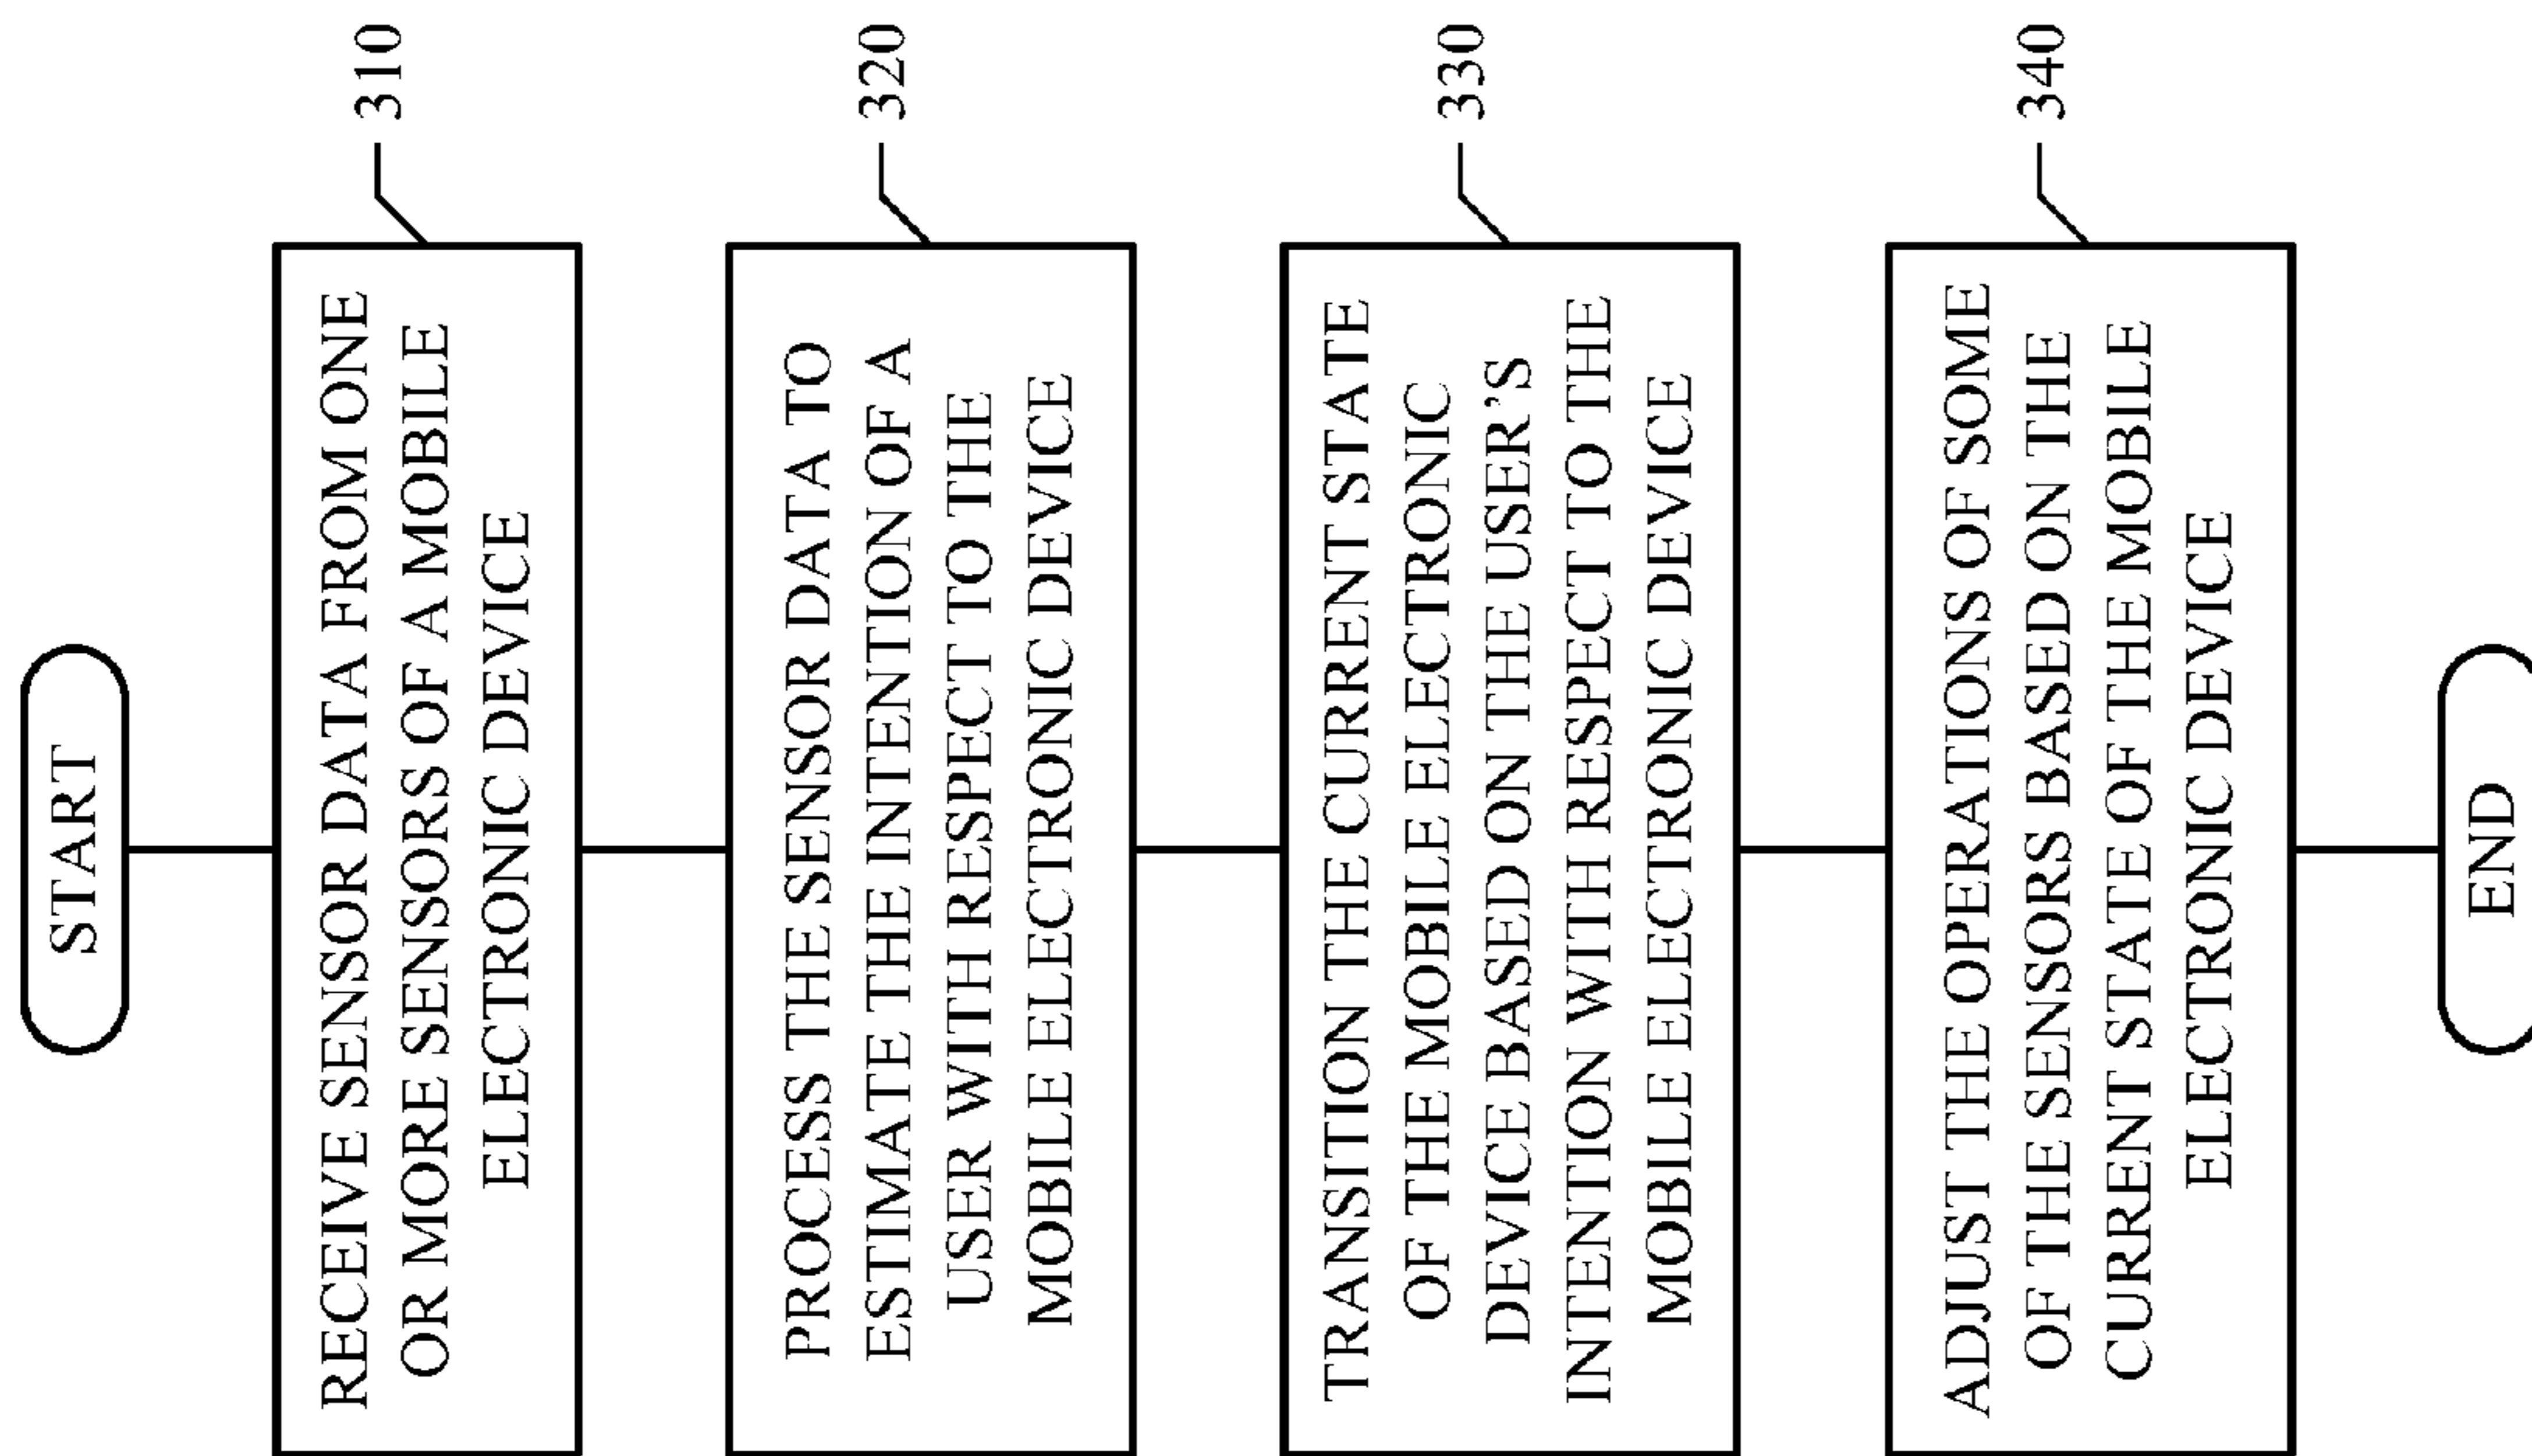 START
RECEIVE SENSOR DATA FROM ONE
OR MORE SENSORS OF A MOBILE
ELECTRONIC DEVICE
310
PROCESS THE SENSOR DATA TO
ESTIMATE THE INTENTION OF A
USER WITH RESPECT TO THE
MOBILE ELECTRONIC DEVICE
320
TRANSITION THE CURRENT STATE
OF THE MOBILE ELECTRONIC
DEVICE BASED ON THE USER'S
INTENTION WITH RESPECT TO THE
MOBILE ELECTRONIC DEVICE
330
ADJUST THE OPERATIONS OF SOME
OF THE SENSORS BASED ON THE
CURRENT STATE OF THE MOBILE
ELECTRONIC DEVICE
340
END